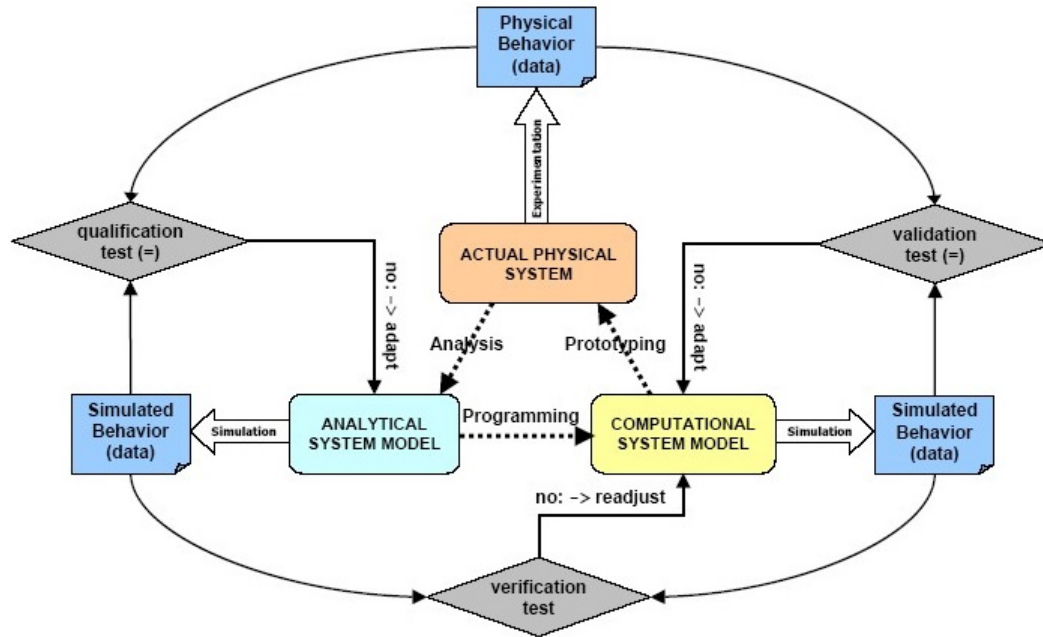 Physical
Behavior
(data)
Experimentation
qualification
test (=)
validation
test (=)
ACTUAL PHYSICAL
SYSTEM
no: –> adapt
no: –> adapt
Analysis
Prototyping
Simulated
Behavior
(data)
Simulation
ANALYTICAL
SYSTEM MODEL
Programming
COMPUTATIONAL
SYSTEM MODEL
Simulation
Simulated
Behavior
(data)
no: –> readjust
verification
test